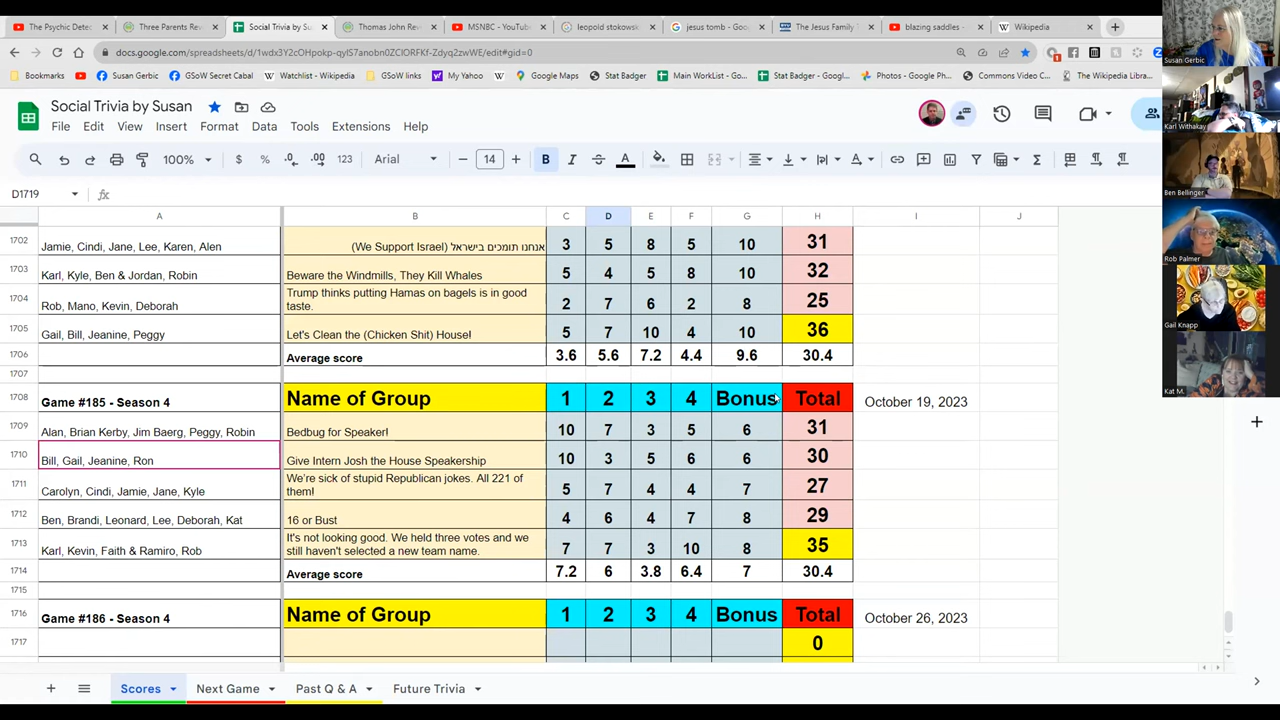 The Psychic Detec
Three Parents Rev
Social Trivia by Sus
Thomas John Rev
MSNBC - YouTube
leopold stokowsk
jesus tomb - Goo
The Jesus Family T
blazing saddles -
Wikipedia
docs.google.com/spreadsheets/d/1wdx3Y2cOHpokp-qyIS7anobn0ZClORFKf-Zdyq2zwWE/edit#gid=0
Bookmarks
Susan Gerbic
GSoW Secret Cabal
Watchlist - Wikipedia
GSoW links
My Yahoo
Google Maps
Stat Badger
Main WorkList - Go...
Stat Badger - Googl...
Photos - Google Ph...
Commons Video C...
The Wikipedia Libra...
Social Trivia by Susan
File Edit View Insert Format Data Tools Extensions Help
100% $ % .0 .00 123 Arial 14 B I S A
D1719 fx
A B C D E F G H I J
1702 Jamie, Cindi, Jane, Lee, Karen, Alen אנחנו תומכים בישראל (We Support Israel) 3 5 8 5 10 31
1703 Karl, Kyle, Ben & Jordan, Robin Beware the Windmills, They Kill Whales 5 4 5 8 10 32
1704 Rob, Mano, Kevin, Deborah Trump thinks putting Hamas on bagels is in good taste. 2 7 6 2 8 25
1705 Gail, Bill, Jeanine, Peggy Let's Clean the (Chicken Shit) House! 5 7 10 4 10 36
1706 Average score 3.6 5.6 7.2 4.4 9.6 30.4
1707
1708 Game #185 - Season 4 Name of Group 1 2 3 4 Bonus Total October 19, 2023
1709 Alan, Brian Kerby, Jim Baerg, Peggy, Robin Bedbug for Speaker! 10 7 3 5 6 31
1710 Bill, Gail, Jeanine, Ron Give Intern Josh the House Speakership 10 3 5 6 6 30
1711 Carolyn, Cindi, Jamie, Jane, Kyle We're sick of stupid Republican jokes. All 221 of them! 5 7 4 4 7 27
1712 Ben, Brandi, Leonard, Lee, Deborah, Kat 16 or Bust 4 6 4 7 8 29
1713 Karl, Kevin, Faith & Ramiro, Rob It's not looking good. We held three votes and we still haven't selected a new team name. 7 7 3 10 8 35
1714 Average score 7.2 6 3.8 6.4 7 30.4
1715
1716 Game #186 - Season 4 Name of Group 1 2 3 4 Bonus Total October 26, 2023
1717 0
Scores Next Game Past Q & A Future Trivia
Susan Gerbic
Karl Withakay
Ben Bellinger
Rob Palmer
Gail Knapp
Kat M.